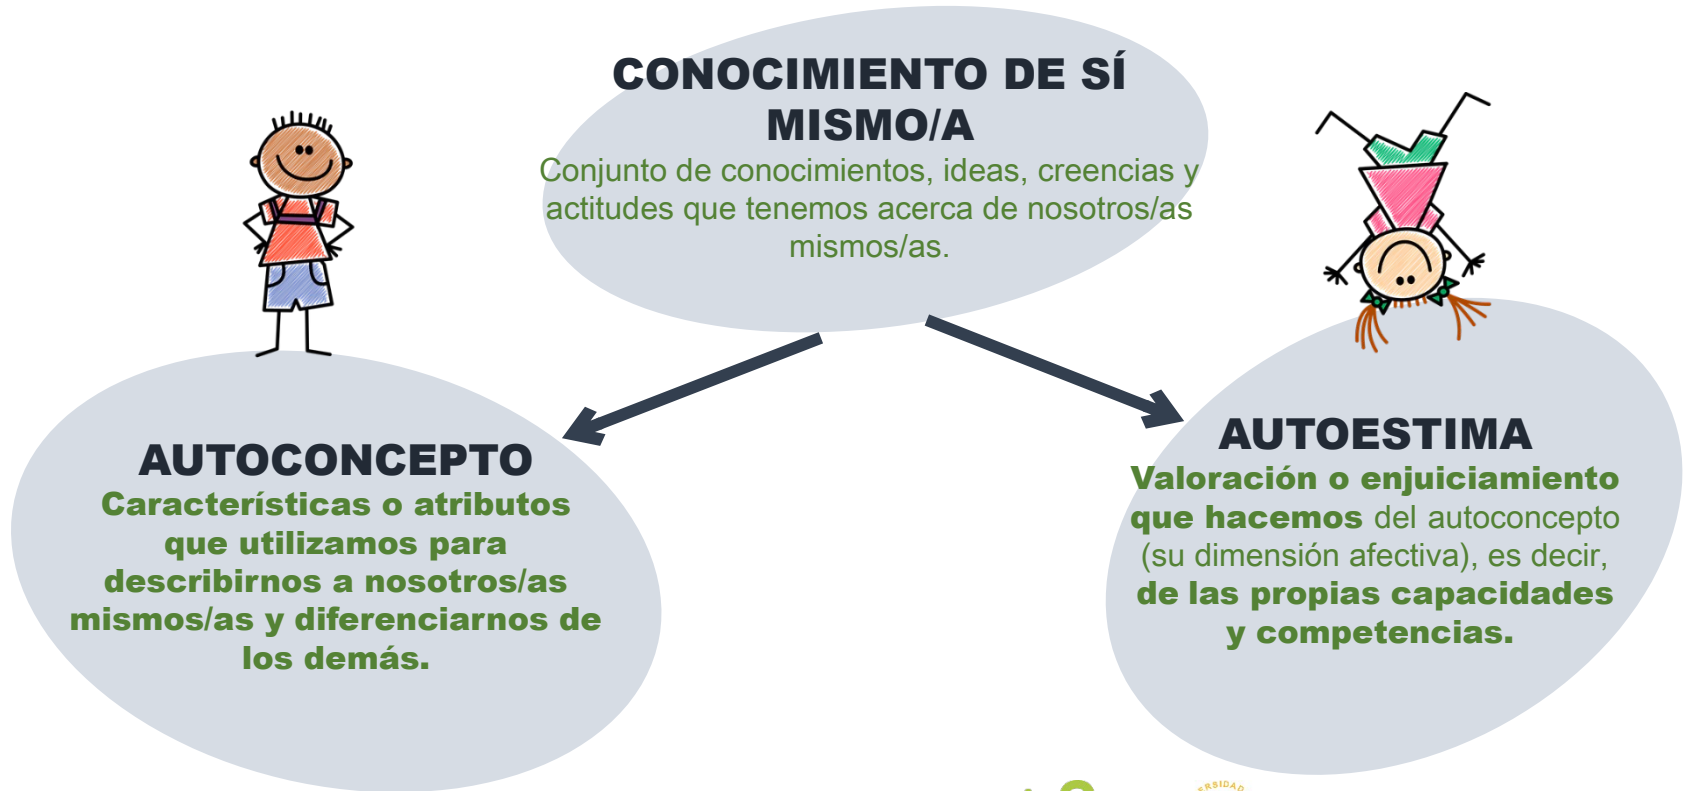 CONOCIMIENTO DE SÍ
MISMO/A
Conjunto de conocimientos, ideas, creencias y
actitudes que tenemos acerca de nosotros/as
mismos/as.
AUTOCONCEPTO
Características o atributos
que utilizamos para
describirnos a nosotros/as
mismos/as y diferenciarnos de
los demás.
AUTOESTIMA
Valoración o enjuiciamiento
que hacemos del autoconcepto
(su dimensión afectiva), es decir,
de las propias capacidades
y competencias.